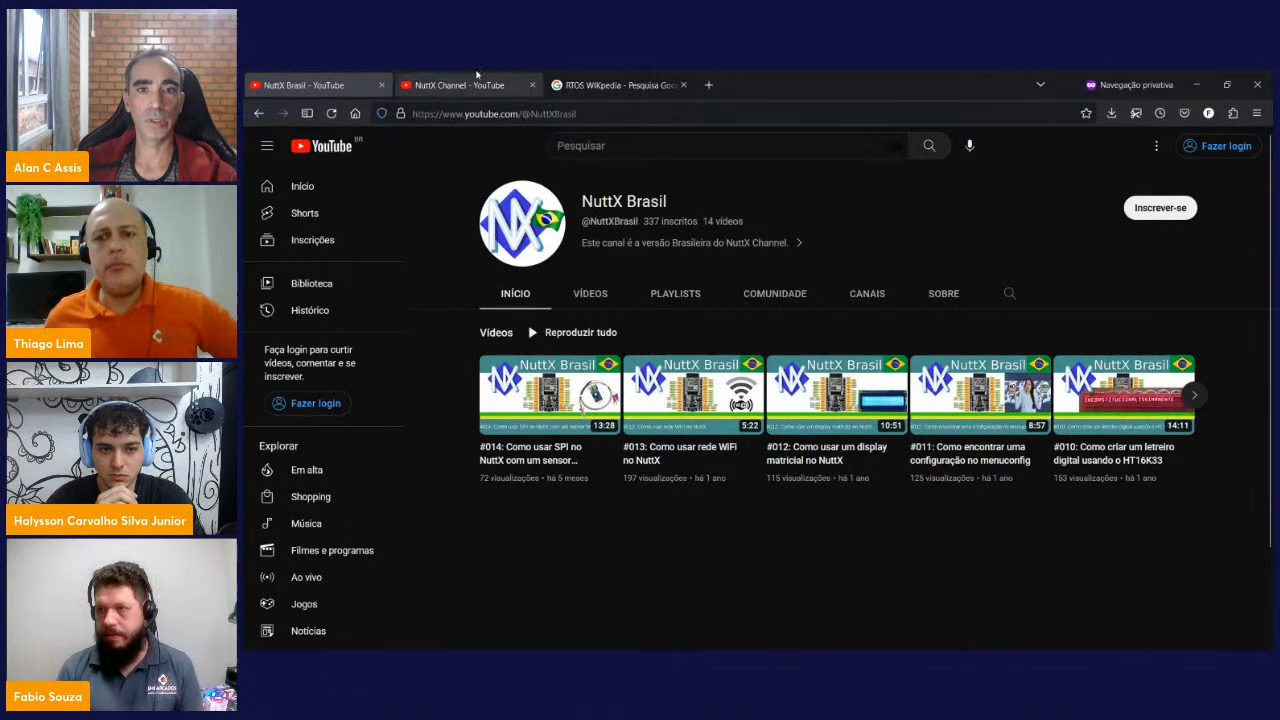 Alan C Assis
Thiago Lima
Halysson Carvalho Silva Junior
EMBARCADOS
Fabio Souza
NuttX Brasil - YouTube
NuttX Channel - YouTube
RTOS WIKpedia - Pesquisa Goo
Navegação privativa
https://www.youtube.com/@NuttXBrasil
YouTube BR
Pesquisar
Fazer login
Início
Shorts
Inscrições
Biblioteca
Histórico
Faça login para curtir
vídeos, comentar e se
inscrever.
Fazer login
Explorar
Em alta
Shopping
Música
Filmes e programas
Ao vivo
Jogos
Notícias
NX
NuttX Brasil
@NuttXBrasil 337 inscritos 14 vídeos
Este canal é a versão Brasileira do NuttX Channel.
Inscrever-se
INÍCIO VÍDEOS PLAYLISTS COMUNIDADE CANAIS SOBRE
Vídeos Reproduzir tudo
NuttX Brasil
13:28
#014: Como usar SPI no
NuttX com um sensor...
72 visualizações • há 5 meses
NuttX Brasil
WiFi
5:22
#013: Como usar rede WiFi
no NuttX
197 visualizações • há 1 ano
NuttX Brasil
10:51
#012: Como usar um display
matricial no NuttX
115 visualizações • há 1 ano
NuttX Brasil
8:57
#011: Como encontrar uma
configuração no menuconfig
125 visualizações • há 1 ano
NuttX Brasil
INCONSTITUCIONALISSIMAMENTE
14:11
#010: Como criar um letreiro
digital usando o HT16K33
153 visualizações • há 1 ano